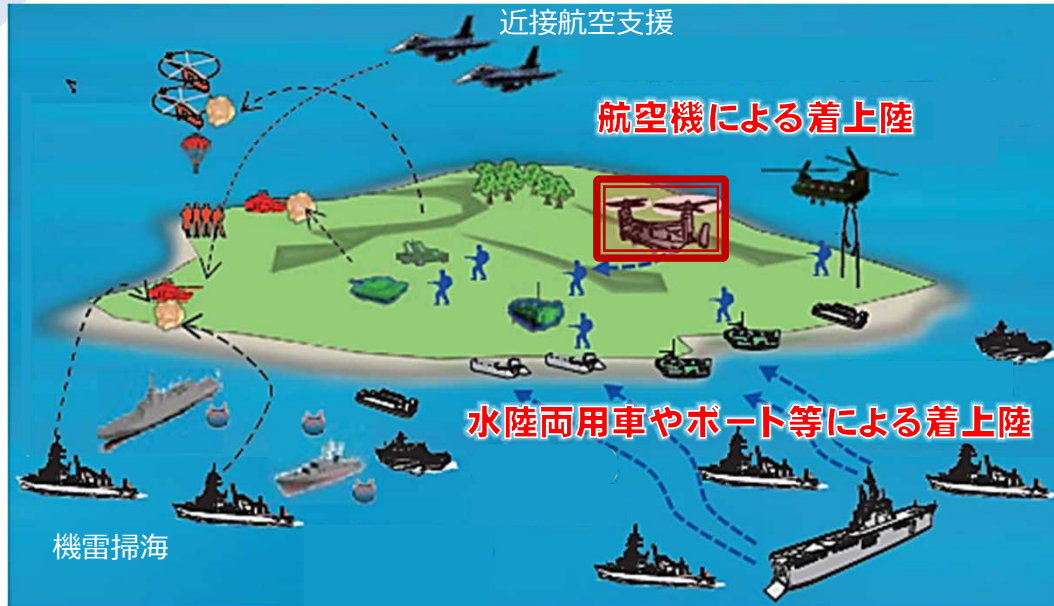 近接航空支援
航空機による着上陸
水陸両用車やボート等による着上陸
機雷掃海